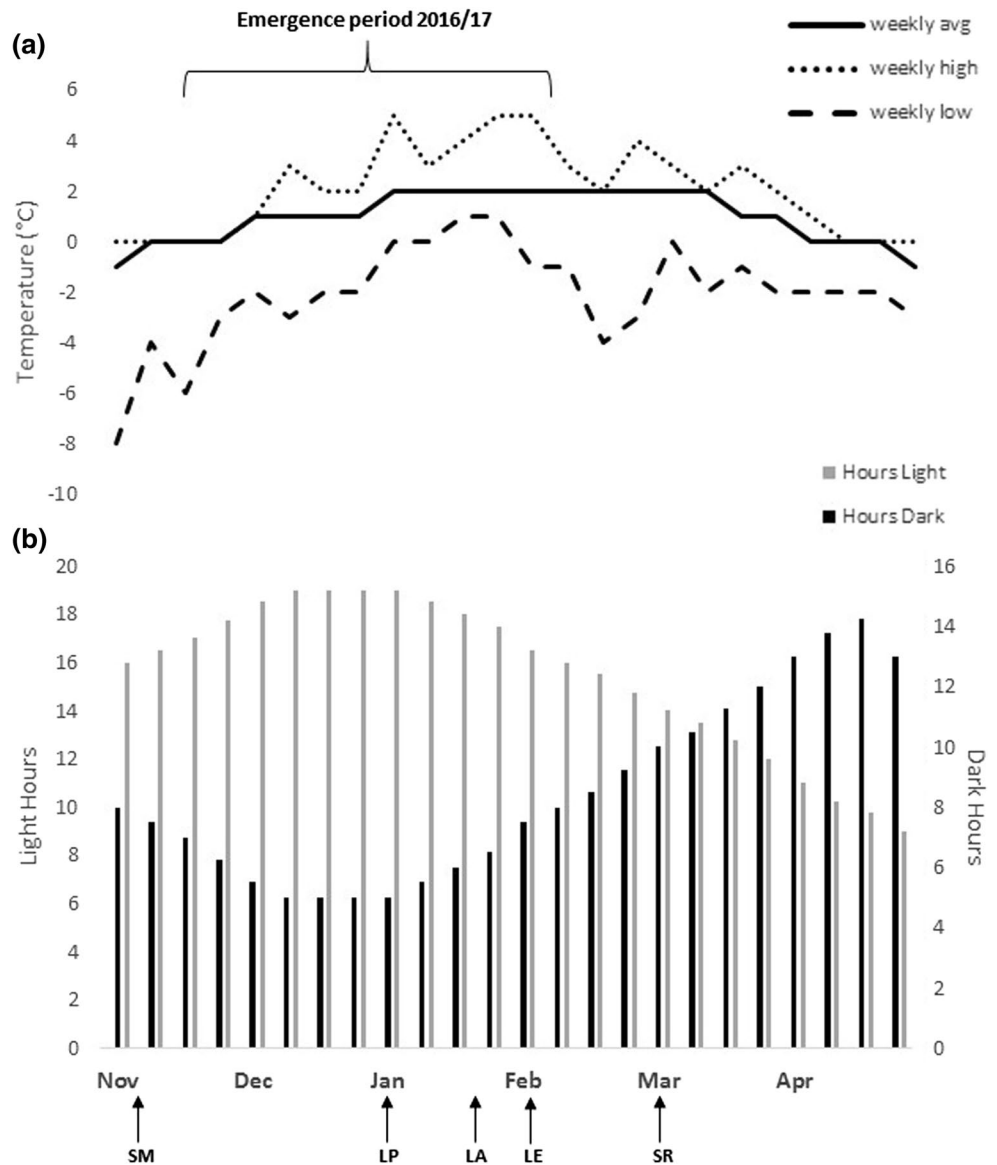 Emergence period 2016/17
(a)
weekly avg
weekly high
weekly low
6
4
2
0
-2
-4
-6
-8
-10
Temperature (°C)
Hours Light
Hours Dark
(b)
20
18
16
14
12
10
8
6
4
2
0
Light Hours
16
14
12
10
8
6
4
2
0
Dark Hours
Nov Dec Jan Feb Mar Apr
SM LP LA LE SR